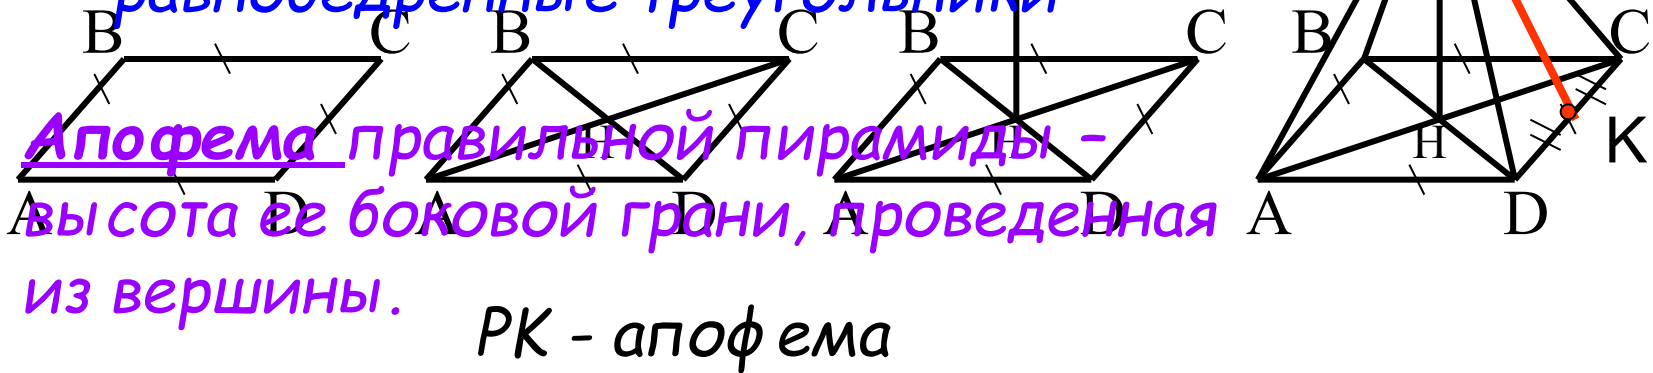 равнобедренные треугольники
B C B C B C B C
Апофема правильной пирамиды –
H H H K
A D A D A D A D
высота ее боковой грани, проведенная
из вершины.
PK - апофема